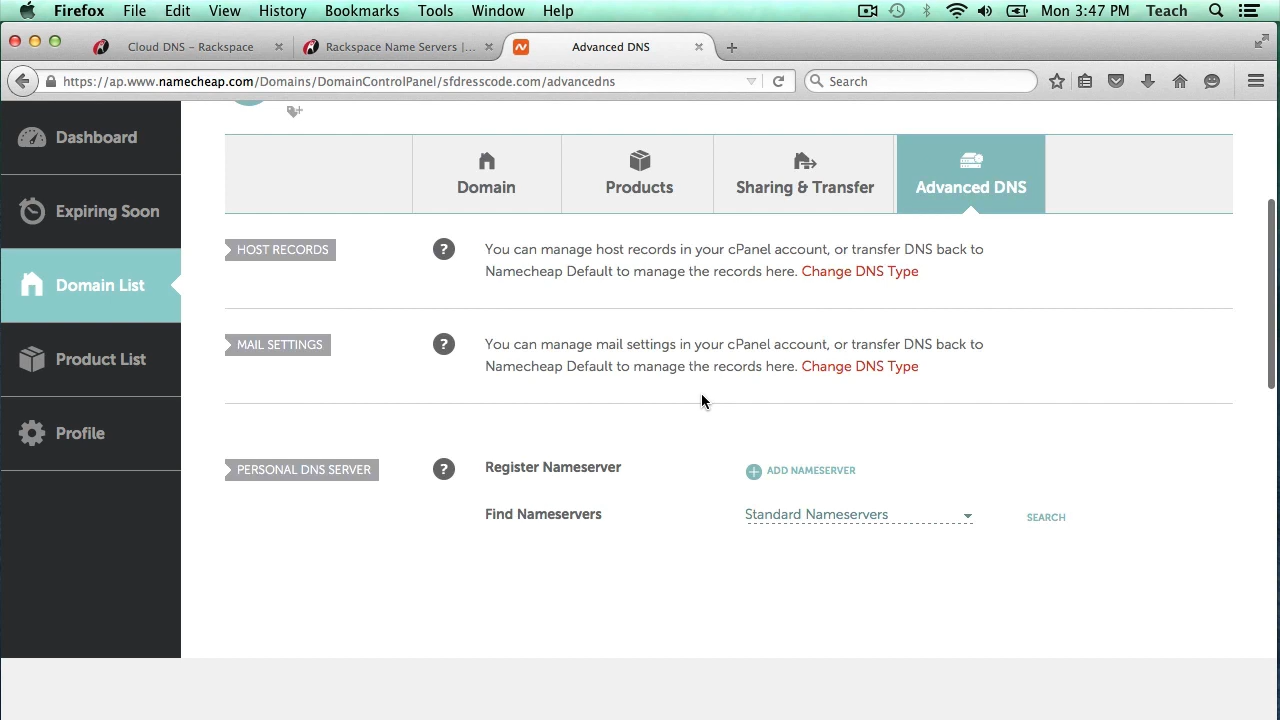 Firefox File Edit View History Bookmarks Tools Window Help Mon 3:47 PM Teach
Cloud DNS – Rackspace
Rackspace Name Servers |...
Advanced DNS
https://ap.www.namecheap.com/Domains/DomainControlPanel/sfdresscode.com/advancedns
Search
Dashboard
Expiring Soon
Domain List
Product List
Profile
Domain
Products
Sharing & Transfer
Advanced DNS
HOST RECORDS
?
You can manage host records in your cPanel account, or transfer DNS back to
Namecheap Default to manage the records here. Change DNS Type
MAIL SETTINGS
?
You can manage mail settings in your cPanel account, or transfer DNS back to
Namecheap Default to manage the records here. Change DNS Type
PERSONAL DNS SERVER
?
Register Nameserver
ADD NAMESERVER
Find Nameservers
Standard Nameservers
SEARCH